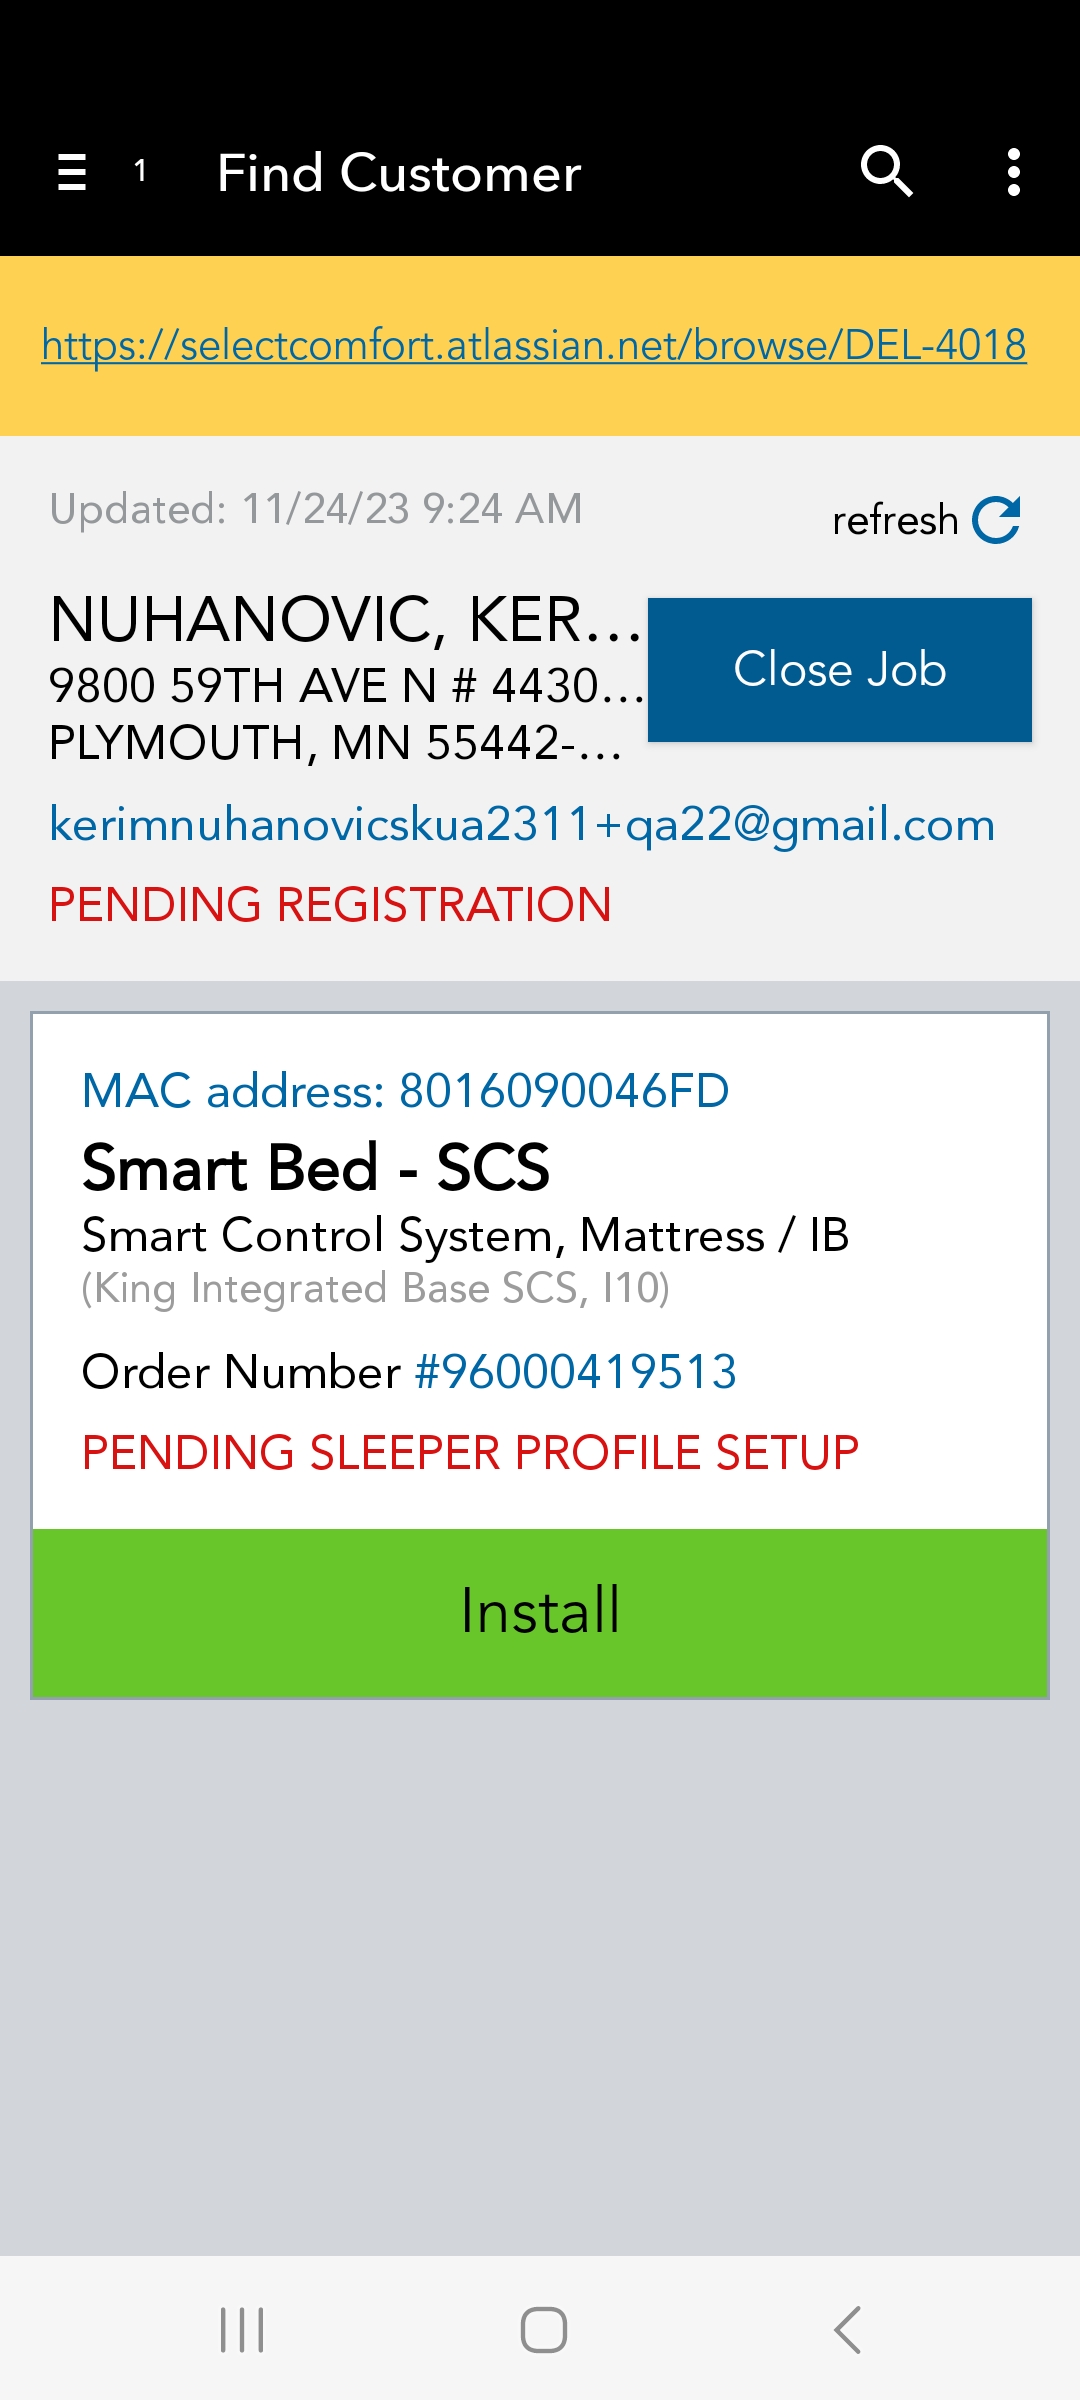 1 Find Customer
https://selectcomfort.atlassian.net/browse/DEL-4018
Updated: 11/24/23 9:24 AM
refresh
NUHANOVIC, KER...
9800 59TH AVE N # 4430...
PLYMOUTH, MN 55442-...
Close Job
kerimnuhanovicskua2311+qa22@gmail.com
PENDING REGISTRATION
MAC address: 8016090046FD
Smart Bed - SCS
Smart Control System, Mattress / IB
(King Integrated Base SCS, I10)
Order Number #96000419513
PENDING SLEEPER PROFILE SETUP
Install